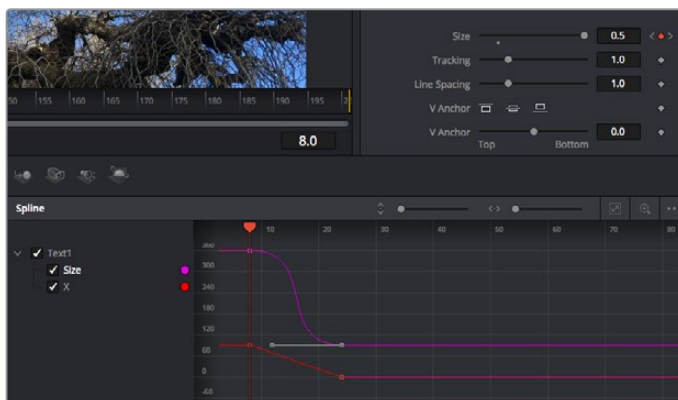 Size 0.5
Tracking 1.0
Line Spacing 1.0
V Anchor
V Anchor 0.0
Top Bottom
50 155 160 165 170 175 180 185 190 195
8.0
Spline
10 20 30 40 50 60 70 80
Text1
Size
X
360
300
240
180
120
60
0
-60